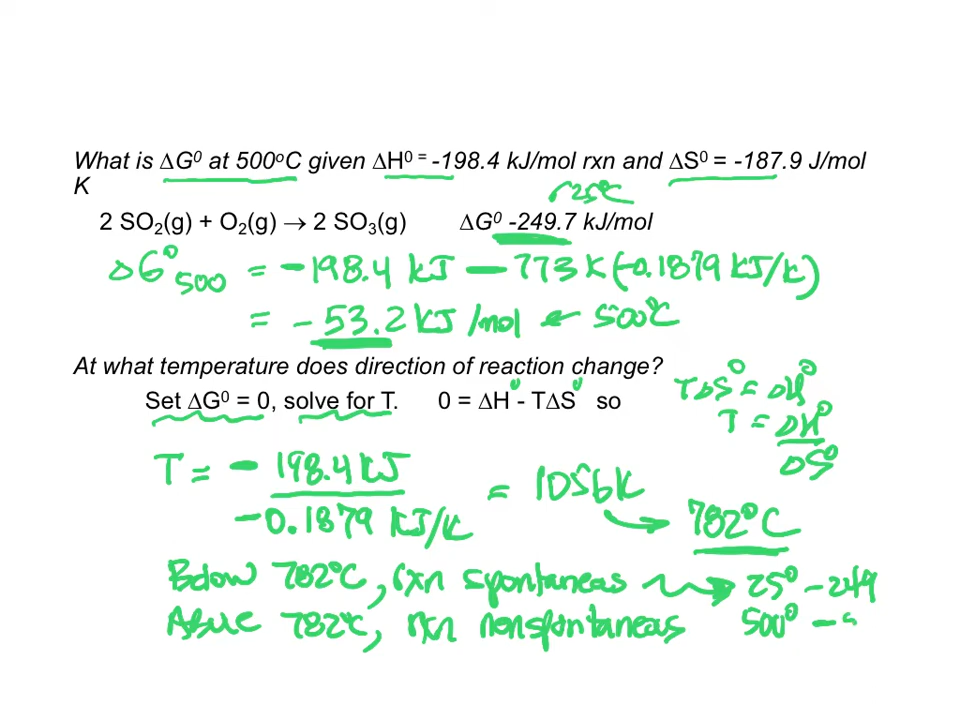 What is ΔG⁰ at 500ᵒC given ΔH⁰ ⁼ -198.4 kJ/mol rxn and ΔS⁰ = -187.9 J/mol
K
25°C
2 SO₂(g) + O₂(g) → 2 SO₃(g) ΔG⁰ -249.7 kJ/mol
ΔG°₅₀₀ = -198.4 kJ - 773 K (-0.1879 kJ/K)
= -53.2 kJ/mol ← 500°C
At what temperature does direction of reaction change?
Set ΔG⁰ = 0, solve for T. 0 = ΔH° - TΔS° so
TΔS° = ΔH°
T = ΔH°/ΔS°
T = -198.4 kJ / -0.1879 kJ/K = 1056 K → 782°C
Below 782°C, rxn spontaneas → 25° -249
Above 782°C, rxn nonspontaneas 500° -